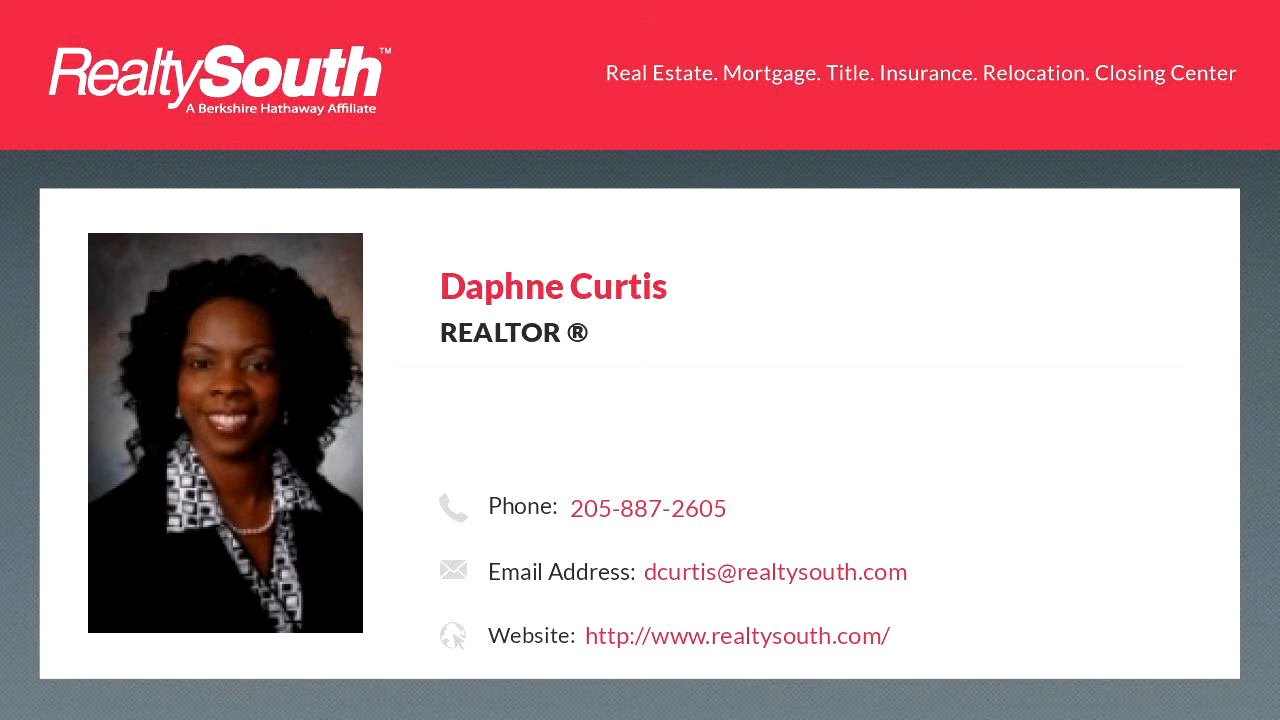 RealtySouth™
A Berkshire Hathaway Affiliate
Real Estate. Mortgage. Title. Insurance. Relocation. Closing Center
Daphne Curtis
REALTOR ®
Phone: 205-887-2605
Email Address: dcurtis@realtysouth.com
Website: http://www.realtysouth.com/